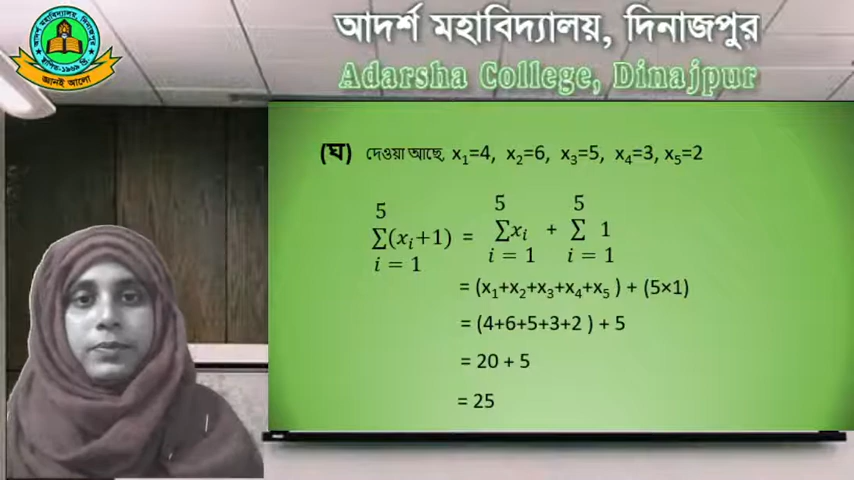 আদর্শ মহাবিদ্যালয়, দিনাজপুর
Adarsha College, Dinajpur
জ্ঞানই আলো
(ঘ) দেওয়া আছে, x₁=4, x₂=6, x₃=5, x₄=3, x₅=2
5 5 5
∑(xᵢ+1) = ∑xᵢ + ∑ 1
i = 1 i = 1 i = 1
= (x₁+x₂+x₃+x₄+x₅ ) + (5×1)
= (4+6+5+3+2 ) + 5
= 20 + 5
= 25